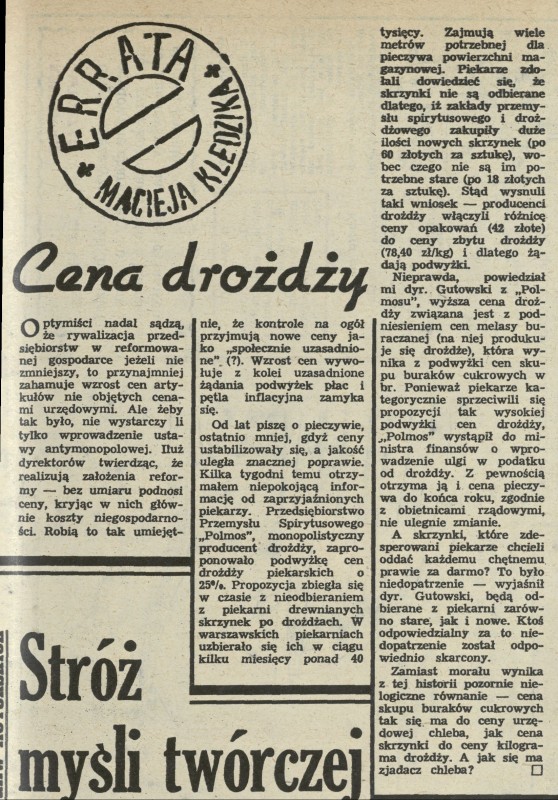 ERRATA
MACIEJA KLEDZIKA
Cena drożdży
Optymiści nadal sądzą,
że rywalizacja przed-
siębiorstw w reformowa-
nej gospodarce jeżeli nie
zmniejszy, to przynajmniej
zahamuje wzrost cen arty-
kułów nie objętych cena-
mi urzędowymi. Ale żeby
tak było, nie wystarczy li
tylko wprowadzenie usta-
wy antymonopolowej. Iluż
dyrektorów twierdząc, że
realizują założenia refor-
my — bez umiaru podnosi
ceny, kryjąc w nich głów-
nie koszty niegospodarno-
ści. Robią to tak umiejęt-
nie, że kontrole na ogół
przyjmują nowe ceny ja-
ko „społecznie uzasadnio-
ne" (?). Wzrost cen wywo-
łuje z kolei uzasadnione
żądania podwyżek płac i
pętla inflacyjna zamyka
się.
Od lat piszę o pieczywie,
ostatnio mniej, gdyż ceny
ustabilizowały się, a jakość
uległa znacznej poprawie.
Kilka tygodni temu otrzy-
małem niepokojącą infor-
mację od zaprzyjaźnionych
piekarzy. Przedsiębiorstwo
Przemysłu Spirytusowego
„Polmos", monopolistyczny
producent drożdży, zapro-
ponowało podwyżkę cen
drożdży piekarskich o
25%. Propozycja zbiegła się
w czasie z nieodbieraniem
z piekarni drewnianych
skrzynek po drożdżach. W
warszawskich piekarniach
uzbierało się ich w ciągu
kilku miesięcy ponad 40
tysięcy. Zajmują wiele
metrów potrzebnej dla
pieczywa powierzchni ma-
gazynowej. Piekarze zdo-
łali dowiedzieć się, że
skrzynki nie są odbierane
dlatego, iż zakłady przemy-
słu spirytusowego i droż-
dżowego zakupiły duże
ilości nowych skrzynek (po
60 złotych za sztukę), wo-
bec czego nie są im po-
trzebne stare (po 18 złotych
za sztukę). Stąd wysnuli
taki wniosek — producenci
drożdży włączyli różnicę
ceny opakowań (42 złote)
do ceny zbytu drożdży
(78,40 zł/kg) i dlatego żą-
dają podwyżki.
Nieprawda, powiedział
mi dyr. Gutowski z „Pol-
mosu", wyższa cena droż-
dży związana jest z pod-
niesieniem cen melasy bu-
raczanej (na niej produku-
je się drożdże), która wy-
nika z podwyżki cen sku-
pu buraków cukrowych w
br. Ponieważ piekarze ka-
tegorycznie sprzeciwili się
propozycji tak wysokiej
podwyżki cen drożdży,
„Polmos" wystąpił do mi-
nistra finansów o wpro-
wadzenie ulgi w podatku
od drożdży. Z pewnością
otrzyma ją i cena pieczy-
wa do końca roku, zgodnie
z obietnicami rządowymi,
nie ulegnie zmianie.
A skrzynki, które zde-
sperowani piekarze chcieli
oddać każdemu chętnemu
prawie za darmo? To było
niedopatrzenie — wyjaśnił
dyr. Gutowski, będą od-
bierane z piekarni zarów-
no stare, jak i nowe. Ktoś
odpowiedzialny za to nie-
dopatrzenie został odpo-
wiednio skarcony.
Zamiast morału wynika
z tej historii pozornie nie-
logiczne równanie — cena
skupu buraków cukrowych
tak się ma do ceny urzę-
dowej chleba, jak cena
skrzynki do ceny kilogra-
ma drożdży. A jak się ma
zjadacz chleba?
Stróż
myśli twórczej